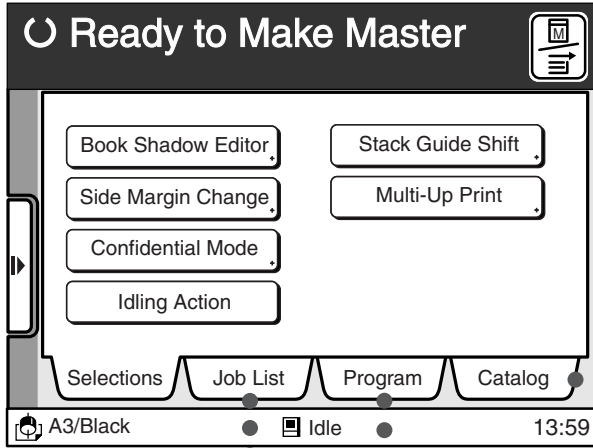 Ready to Make Master
M
Book Shadow Editor
Stack Guide Shift
Side Margin Change
Multi-Up Print
Confidential Mode
Idling Action
Selections
Job List
Program
Catalog
A3/Black
Idle
13:59